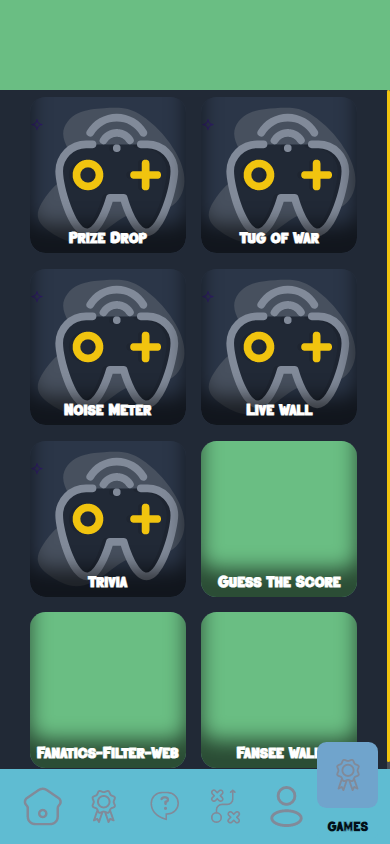 Prize Drop
Tug of War
Noise Meter
Live Wall
Trivia
Guess The Score
Fanatics-Filter-Web
FanSee Wall
GAMES